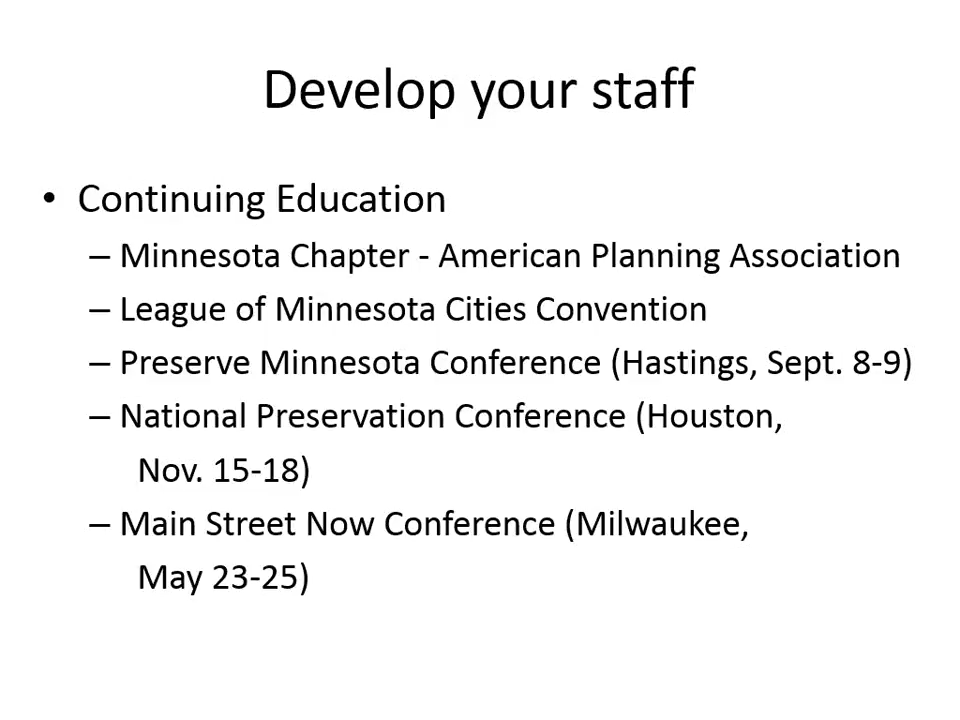 Develop your staff
• Continuing Education
– Minnesota Chapter - American Planning Association
– League of Minnesota Cities Convention
– Preserve Minnesota Conference (Hastings, Sept. 8-9)
– National Preservation Conference (Houston,
Nov. 15-18)
– Main Street Now Conference (Milwaukee,
May 23-25)